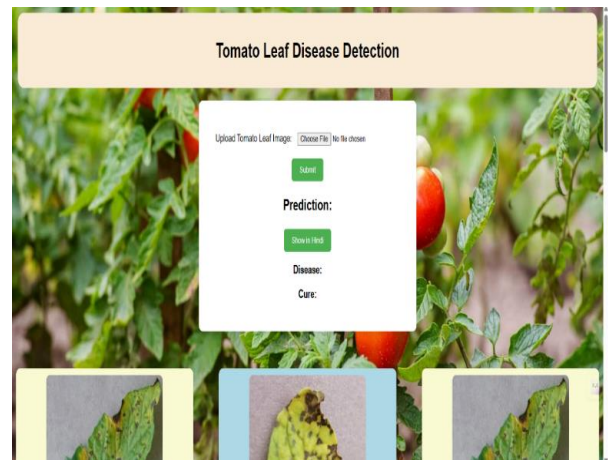 Tomato Leaf Disease Detection
Upload Tomato Leaf Image: Choose File No file chosen
Submit
Prediction:
Show in Hindi
Disease:
Cure: